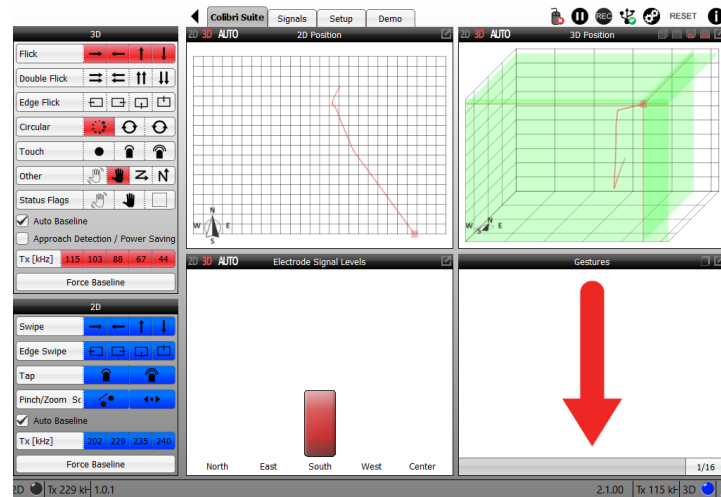 Colibri Suite Signals Setup Demo REC RESET
3D
Flick
Double Flick
Edge Flick
Circular
Touch
Other
Status Flags
Auto Baseline
Approach Detection / Power Saving
Tx [kHz] 115 103 88 67 44
Force Baseline
2D
Swipe
Edge Swipe
Tap
Pinch/Zoom Sc
Auto Baseline
Tx [kHz] 202 229 235 240
Force Baseline
2D 3D AUTO 2D Position
N
W E
S
2D 3D AUTO 3D Position
N
W E
S
2D 3D AUTO Electrode Signal Levels
North East South West Center
Gestures
1/16
2D Tx 229 kH 1.0.1 2.1.00 Tx 115 kH 3D